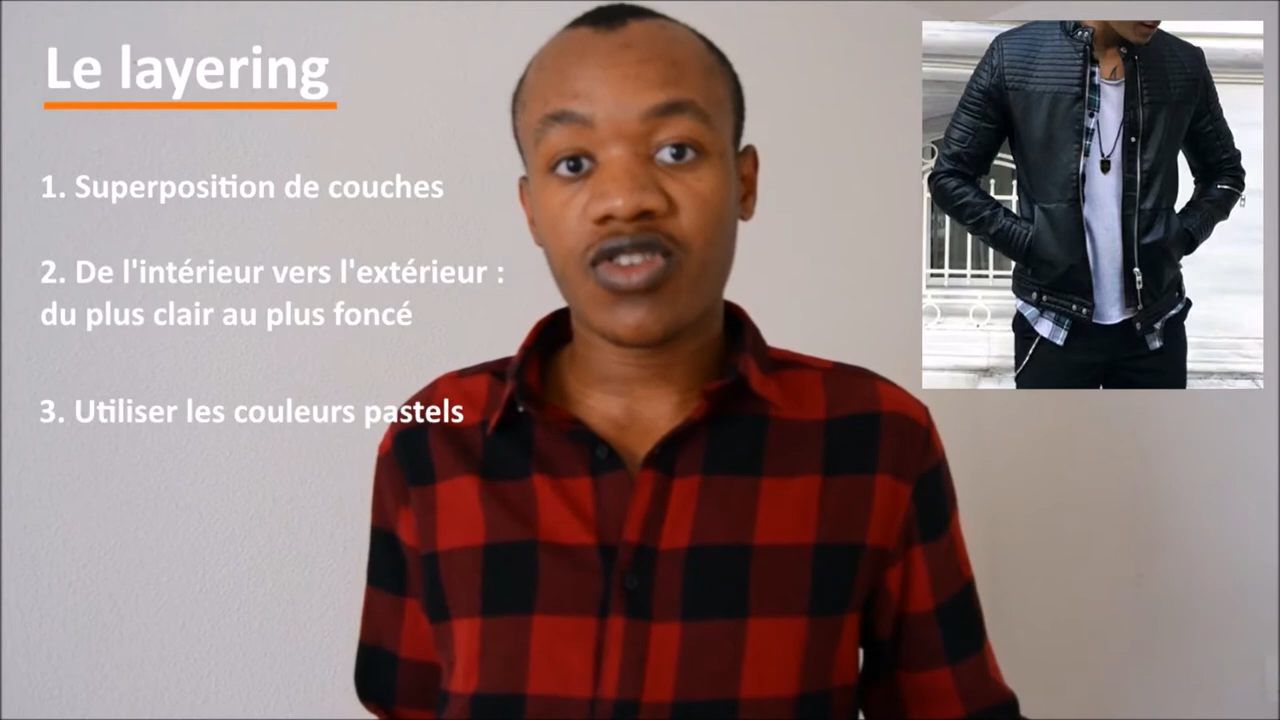 Le layering
1. Superposition de couches
2. De l'intérieur vers l'extérieur :
du plus clair au plus foncé
3. Utiliser les couleurs pastels